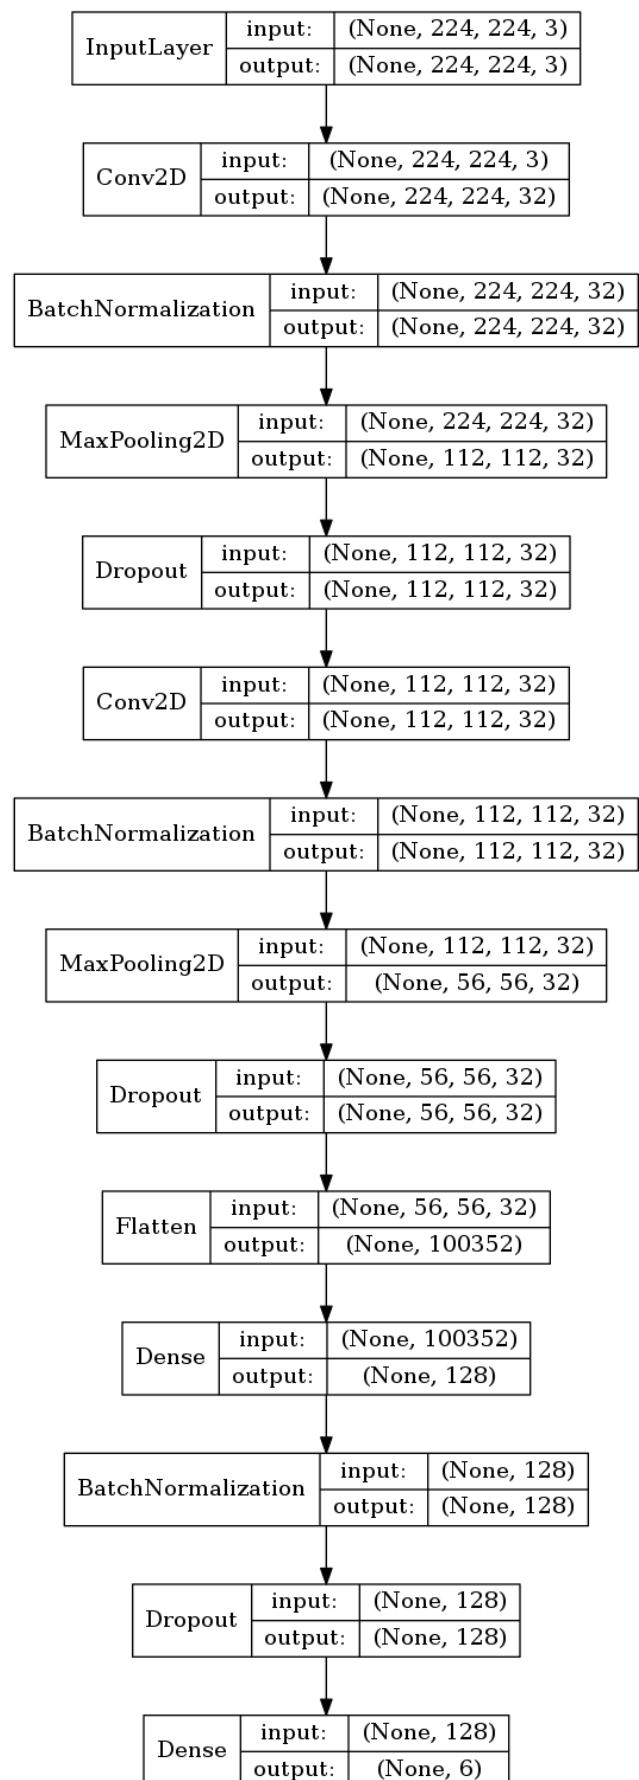 InputLayer
input: (None, 224, 224, 3)
output: (None, 224, 224, 3)
Conv2D
input: (None, 224, 224, 3)
output: (None, 224, 224, 32)
BatchNormalization
input: (None, 224, 224, 32)
output: (None, 224, 224, 32)
MaxPooling2D
input: (None, 224, 224, 32)
output: (None, 112, 112, 32)
Dropout
input: (None, 112, 112, 32)
output: (None, 112, 112, 32)
Conv2D
input: (None, 112, 112, 32)
output: (None, 112, 112, 32)
BatchNormalization
input: (None, 112, 112, 32)
output: (None, 112, 112, 32)
MaxPooling2D
input: (None, 112, 112, 32)
output: (None, 56, 56, 32)
Dropout
input: (None, 56, 56, 32)
output: (None, 56, 56, 32)
Flatten
input: (None, 56, 56, 32)
output: (None, 100352)
Dense
input: (None, 100352)
output: (None, 128)
BatchNormalization
input: (None, 128)
output: (None, 128)
Dropout
input: (None, 128)
output: (None, 128)
Dense
input: (None, 128)
output: (None, 6)